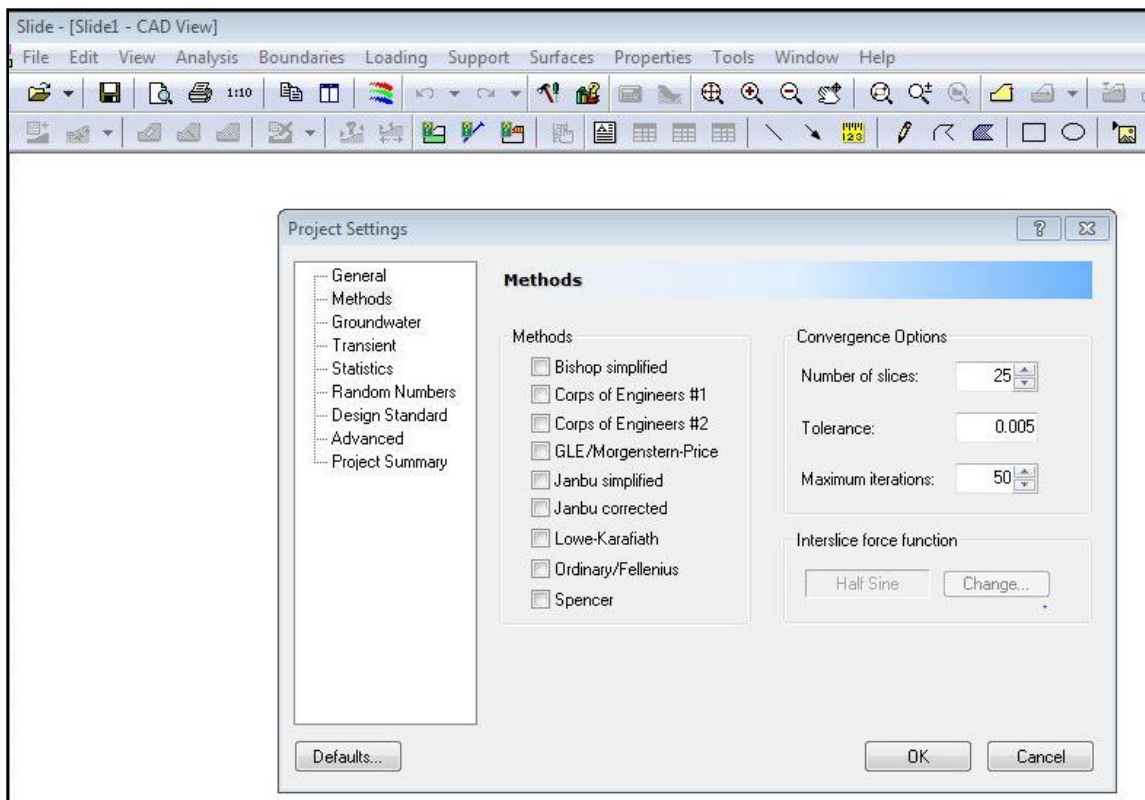 Slide - [Slide1 - CAD View]
File Edit View Analysis Boundaries Loading Support Surfaces Properties Tools Window Help
1:10
123
Project Settings
General
Methods
Groundwater
Transient
Statistics
Random Numbers
Design Standard
Advanced
Project Summary
Methods
Methods
Bishop simplified
Corps of Engineers #1
Corps of Engineers #2
GLE/Morgenstern-Price
Janbu simplified
Janbu corrected
Lowe-Karafiath
Ordinary/Fellenius
Spencer
Convergence Options
Number of slices: 25
Tolerance: 0.005
Maximum iterations: 50
Interslice force function
Half Sine Change...
Defaults... OK Cancel